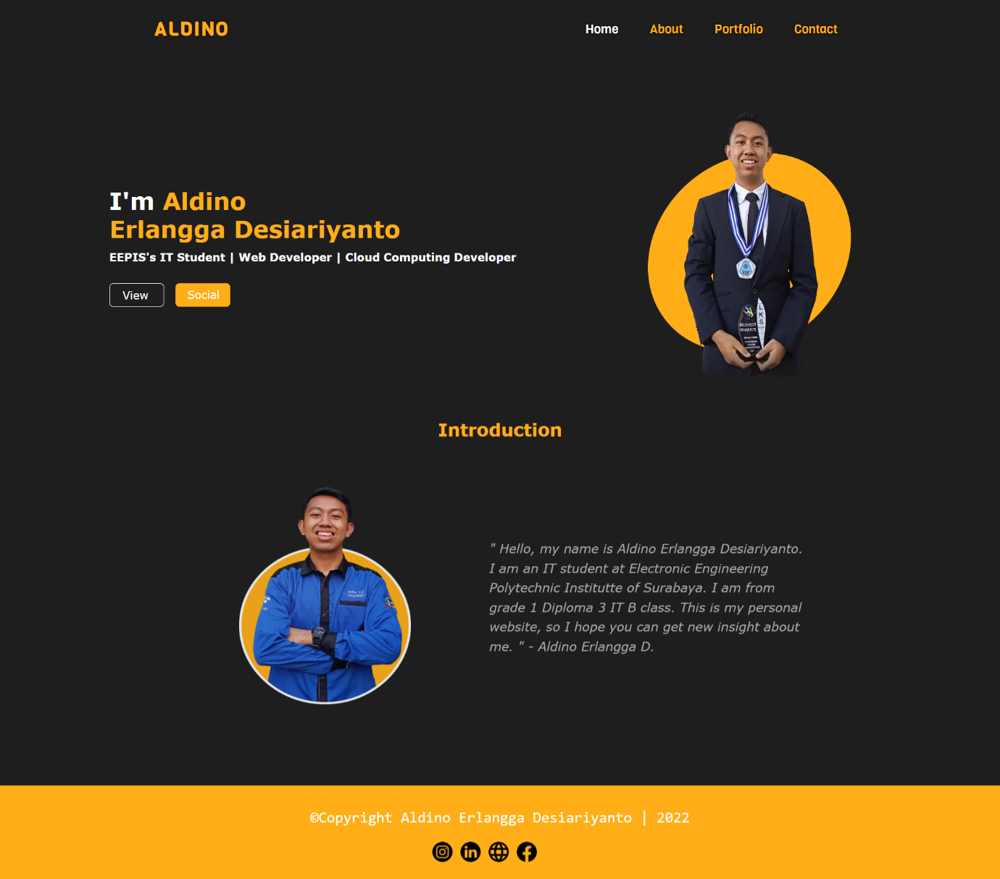 ALDINO
Home About Portfolio Contact
I'm Aldino
Erlangga Desiariyanto
EEPIS's IT Student | Web Developer | Cloud Computing Developer
View Social
LKS
Introduction
" Hello, my name is Aldino Erlangga Desiariyanto.
I am an IT student at Electronic Engineering
Polytechnic Institutte of Surabaya. I am from
grade 1 Diploma 3 IT B class. This is my personal
website, so I hope you can get new insight about
me. " - Aldino Erlangga D.
©Copyright Aldino Erlangga Desiariyanto | 2022